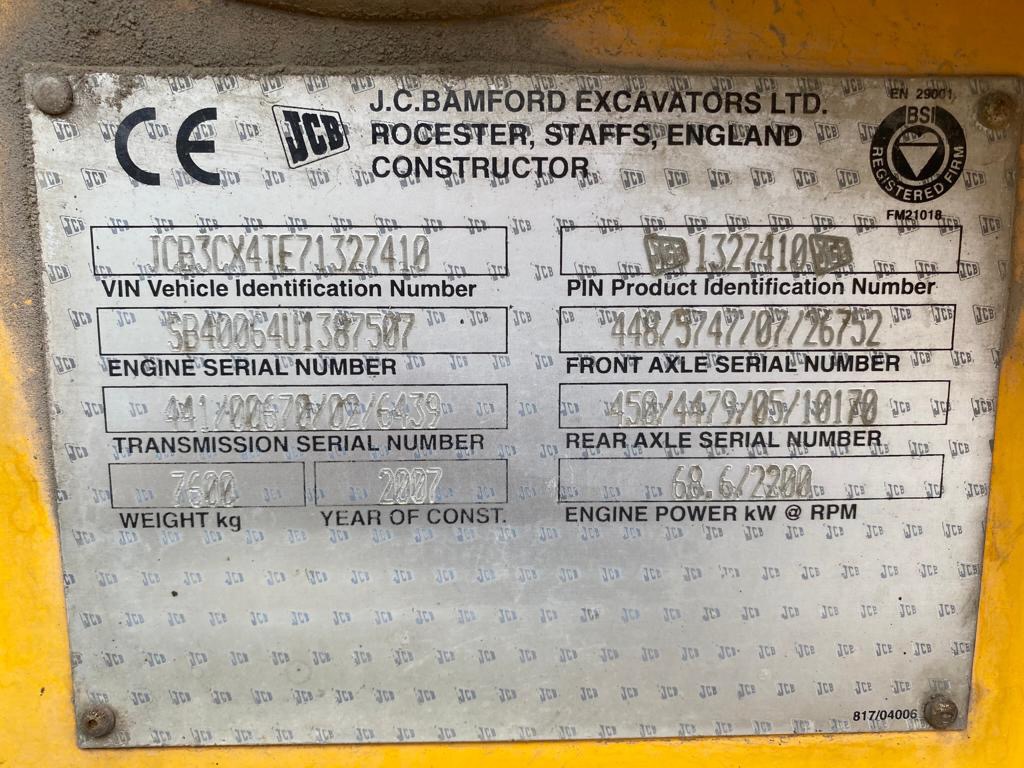 CE JCB J.C.BAMFORD EXCAVATORS LTD.
ROCESTER, STAFFS, ENGLAND
CONSTRUCTOR
EN 29001
BSI
REGISTERED FIRM
FM21018
JCB3CX4TE71327410
VIN Vehicle Identification Number
JCB 1327410 JCB
PIN Product Identification Number
SB40064U1387507
ENGINE SERIAL NUMBER
448/5747/07/26752
FRONT AXLE SERIAL NUMBER
441/00670/02/6439
TRANSMISSION SERIAL NUMBER
450/4479/05/10170
REAR AXLE SERIAL NUMBER
7600
WEIGHT kg
2007
YEAR OF CONST.
68.6/2200
ENGINE POWER kW @ RPM
817/04006